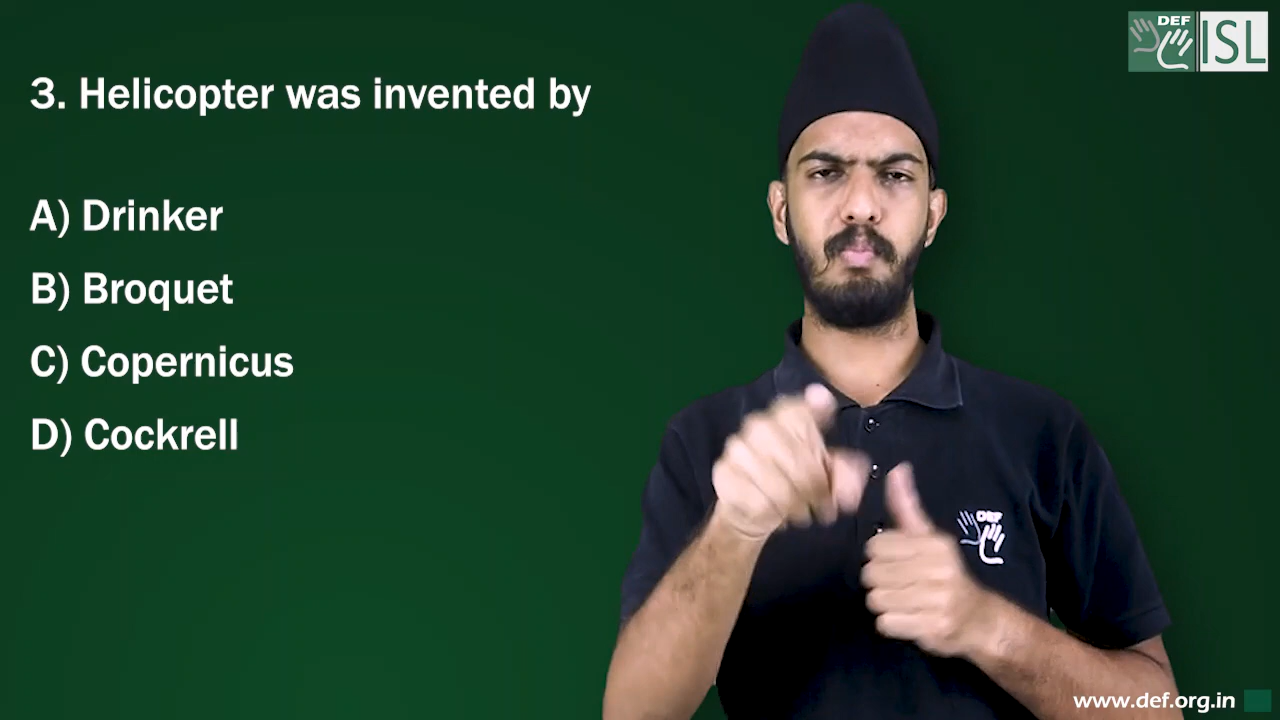 DEF
ISL
3. Helicopter was invented by
A) Drinker
B) Broquet
C) Copernicus
D) Cockrell
DEF
www.def.org.in